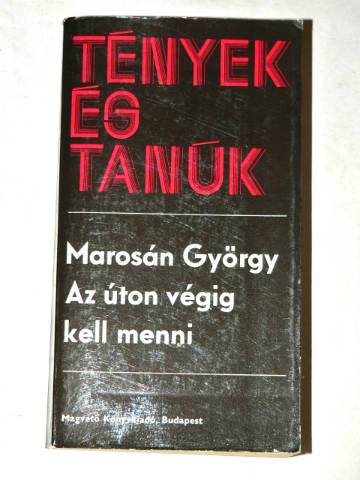 TÉNYEK
ÉS
TANÚK
Marosán György
Az úton végig
kell menni
Magvető Könyvkiadó, Budapest